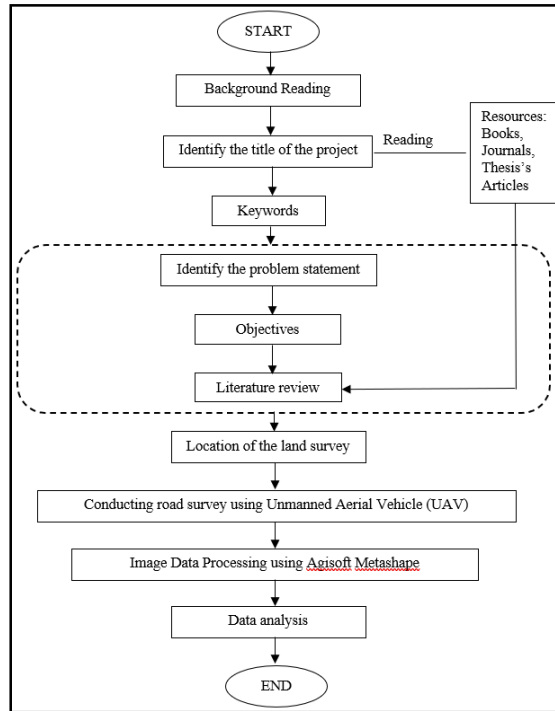 START
Background Reading
Identify the title of the project
Reading
Resources:
Books,
Journals,
Thesis's
Articles
Keywords
Identify the problem statement
Objectives
Literature review
Location of the land survey
Conducting road survey using Unmanned Aerial Vehicle (UAV)
Image Data Processing using Agisoft Metashape
Data analysis
END